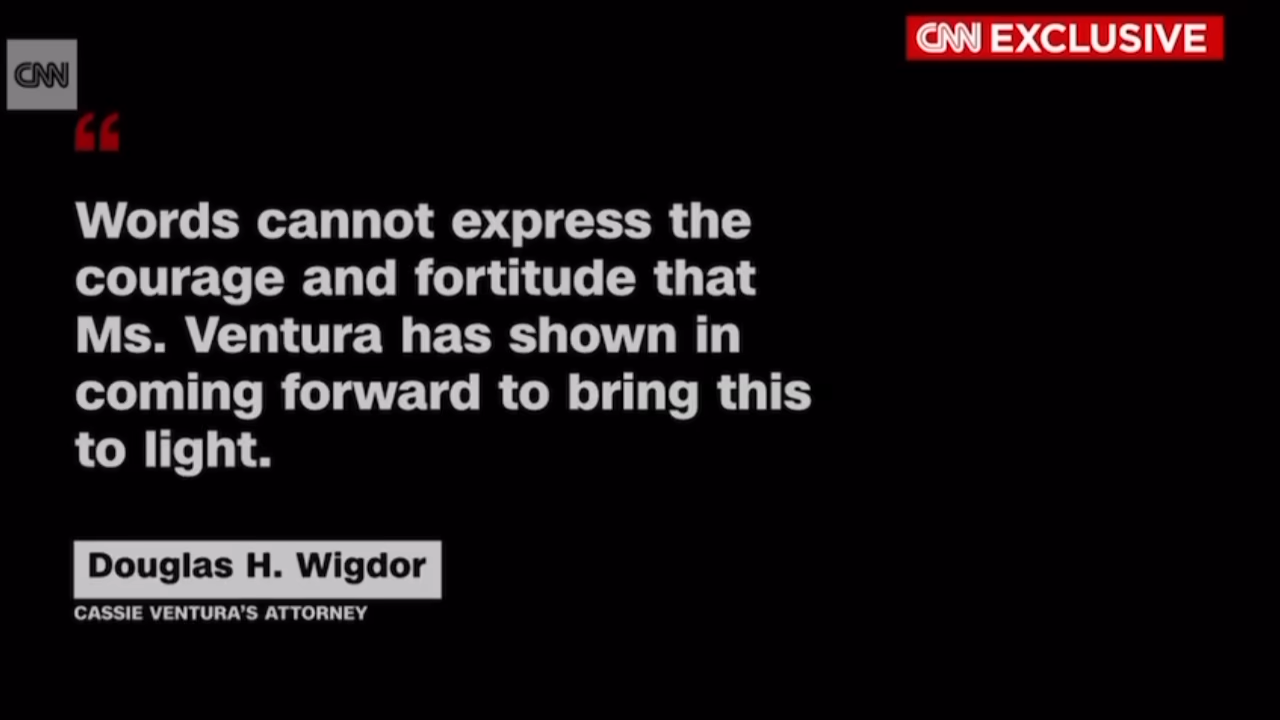 CNN EXCLUSIVE
CNN
“
Words cannot express the
courage and fortitude that
Ms. Ventura has shown in
coming forward to bring this
to light.
Douglas H. Wigdor
CASSIE VENTURA'S ATTORNEY